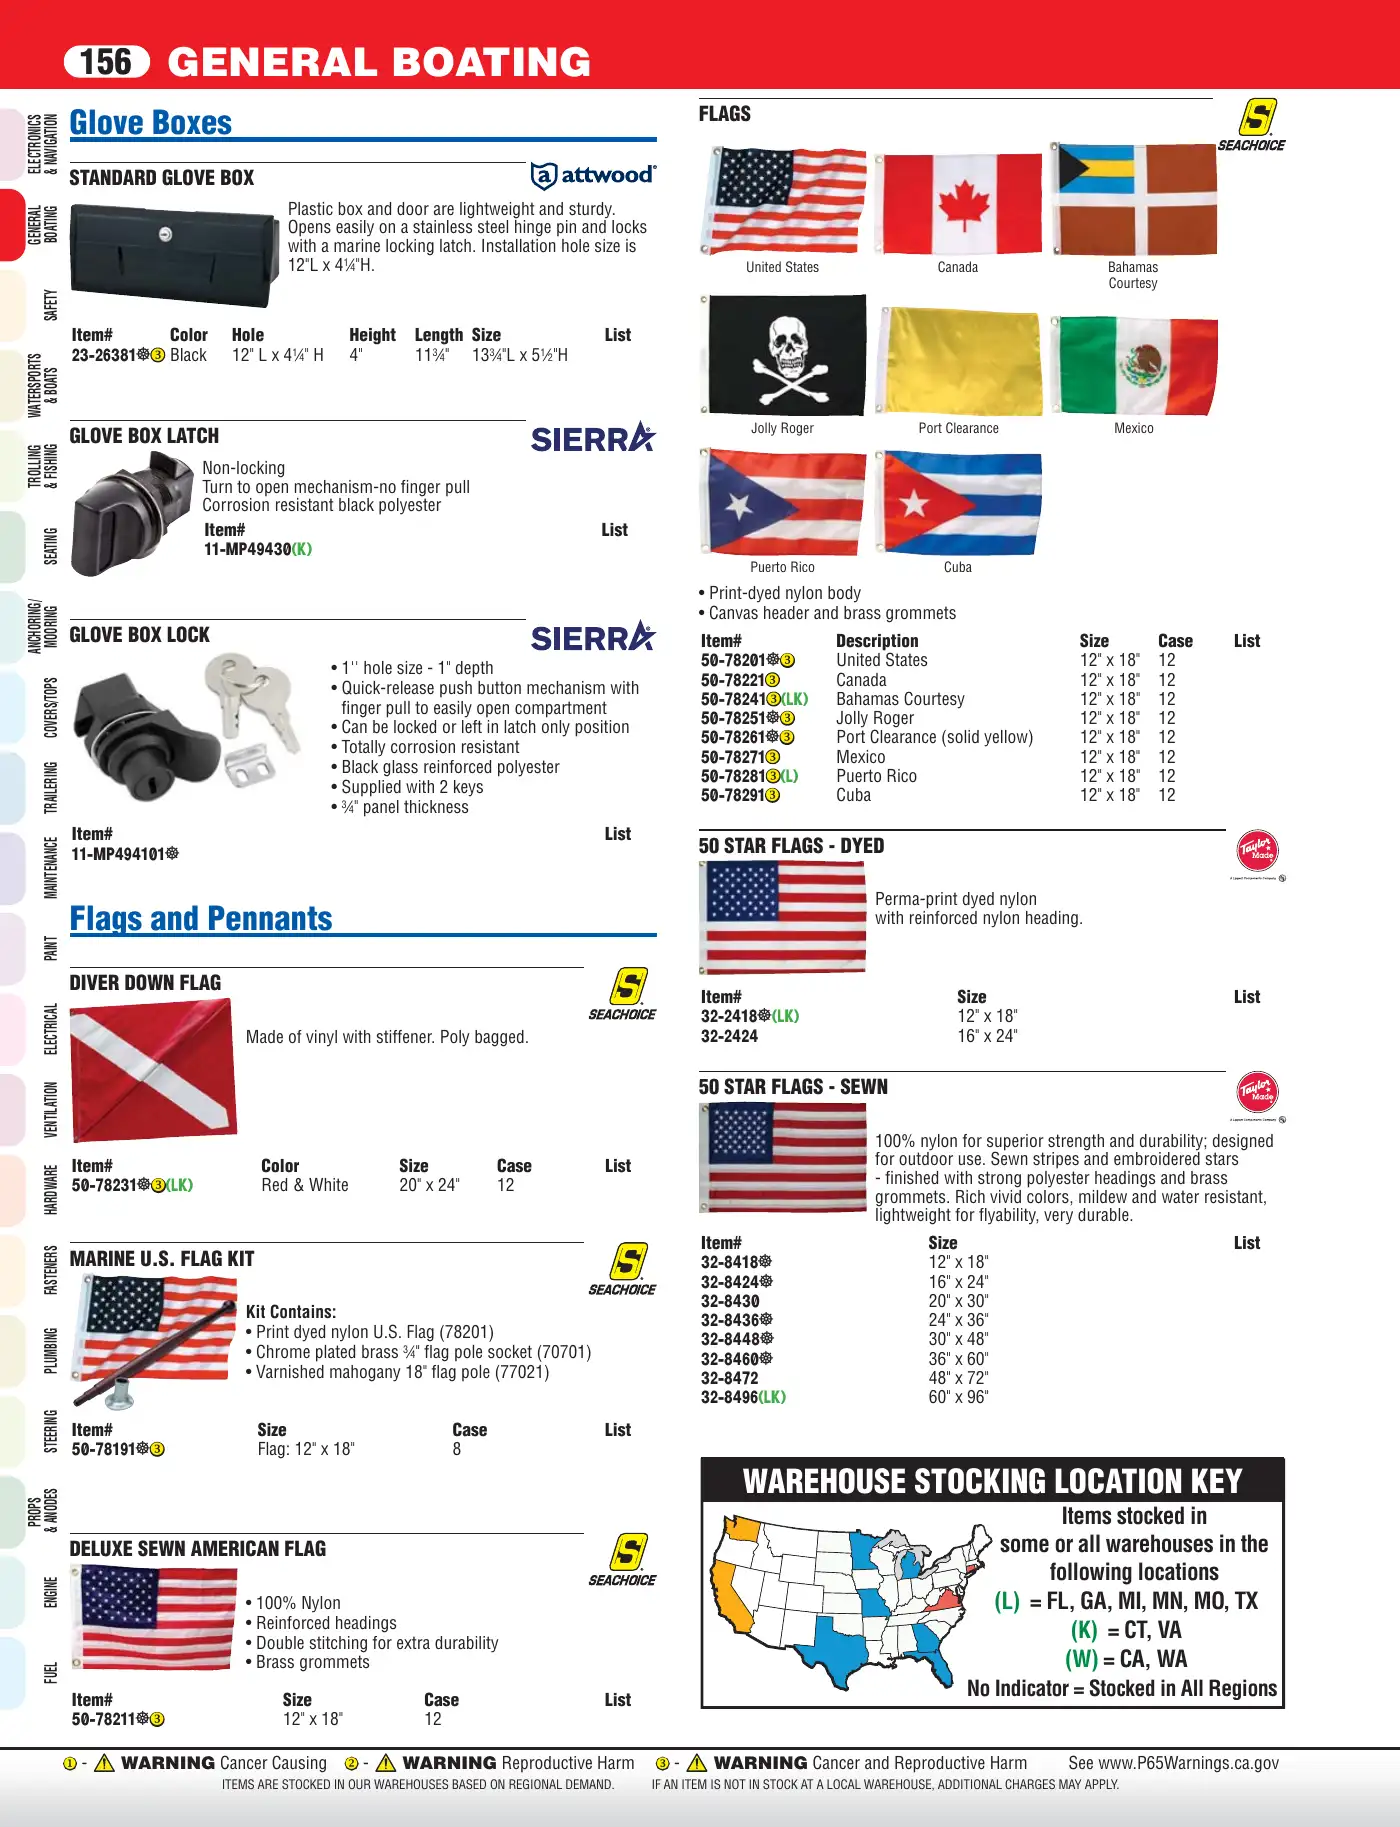 156 GENERAL BOATING
ELECTRONICS
& NAVIGATION
GENERAL
BOATING
SAFETY
WATERSPORTS
& BOATS
TROLLING
& FISHING
SEATING
ANCHORING/
MOORING
COVERS/TOPS
TRAILERING
MAINTENANCE
PAINT
ELECTRICAL
VENTILATION
HARDWARE
FASTENERS
PLUMBING
STEERING
PROPS
& ANODES
ENGINE
FUEL
Glove Boxes
STANDARD GLOVE BOX
attwood
Plastic box and door are lightweight and sturdy.
Opens easily on a stainless steel hinge pin and locks
with a marine locking latch. Installation hole size is
12"L x 4¼"H.
Item# Color Hole Height Length Size List
23-26381 3 Black 12" L x 4¼" H 4" 11¾" 13¾"L x 5½"H
GLOVE BOX LATCH
SIERRA
Non-locking
Turn to open mechanism-no finger pull
Corrosion resistant black polyester
Item# List
11-MP49430(K)
GLOVE BOX LOCK
SIERRA
• 1'' hole size - 1" depth
• Quick-release push button mechanism with
finger pull to easily open compartment
• Can be locked or left in latch only position
• Totally corrosion resistant
• Black glass reinforced polyester
• Supplied with 2 keys
• ¾" panel thickness
Item# List
11-MP494101
Flags and Pennants
DIVER DOWN FLAG
SEACHOICE
Made of vinyl with stiffener. Poly bagged.
Item# Color Size Case List
50-78231 3(LK) Red & White 20" x 24" 12
MARINE U.S. FLAG KIT
SEACHOICE
Kit Contains:
• Print dyed nylon U.S. Flag (78201)
• Chrome plated brass ¾" flag pole socket (70701)
• Varnished mahogany 18" flag pole (77021)
Item# Size Case List
50-78191 3 Flag: 12" x 18" 8
DELUXE SEWN AMERICAN FLAG
SEACHOICE
• 100% Nylon
• Reinforced headings
• Double stitching for extra durability
• Brass grommets
Item# Size Case List
50-78211 3 12" x 18" 12
FLAGS
SEACHOICE
United States Canada Bahamas
Courtesy
Jolly Roger Port Clearance Mexico
Puerto Rico Cuba
• Print-dyed nylon body
• Canvas header and brass grommets
Item# Description Size Case List
50-78201 3 United States 12" x 18" 12
50-78221 3 Canada 12" x 18" 12
50-78241 3(LK) Bahamas Courtesy 12" x 18" 12
50-78251 3 Jolly Roger 12" x 18" 12
50-78261 3 Port Clearance (solid yellow) 12" x 18" 12
50-78271 3 Mexico 12" x 18" 12
50-78281 3(L) Puerto Rico 12" x 18" 12
50-78291 3 Cuba 12" x 18" 12
50 STAR FLAGS - DYED
Taylor
Made
Perma-print dyed nylon
with reinforced nylon heading.
Item# Size List
32-2418(LK) 12" x 18"
32-2424 16" x 24"
50 STAR FLAGS - SEWN
Taylor
Made
100% nylon for superior strength and durability; designed
for outdoor use. Sewn stripes and embroidered stars
- finished with strong polyester headings and brass
grommets. Rich vivid colors, mildew and water resistant,
lightweight for flyability, very durable.
Item# Size List
32-8418 12" x 18"
32-8424 16" x 24"
32-8430 20" x 30"
32-8436 24" x 36"
32-8448 30" x 48"
32-8460 36" x 60"
32-8472 48" x 72"
32-8496(LK) 60" x 96"
WAREHOUSE STOCKING LOCATION KEY
Items stocked in
some or all warehouses in the
following locations
(L) = FL, GA, MI, MN, MO, TX
(K) = CT, VA
(W) = CA, WA
No Indicator = Stocked in All Regions
1 - WARNING Cancer Causing 2 - WARNING Reproductive Harm 3 - WARNING Cancer and Reproductive Harm See www.P65Warnings.ca.gov
ITEMS ARE STOCKED IN OUR WAREHOUSES BASED ON REGIONAL DEMAND. IF AN ITEM IS NOT IN STOCK AT A LOCAL WAREHOUSE, ADDITIONAL CHARGES MAY APPLY.